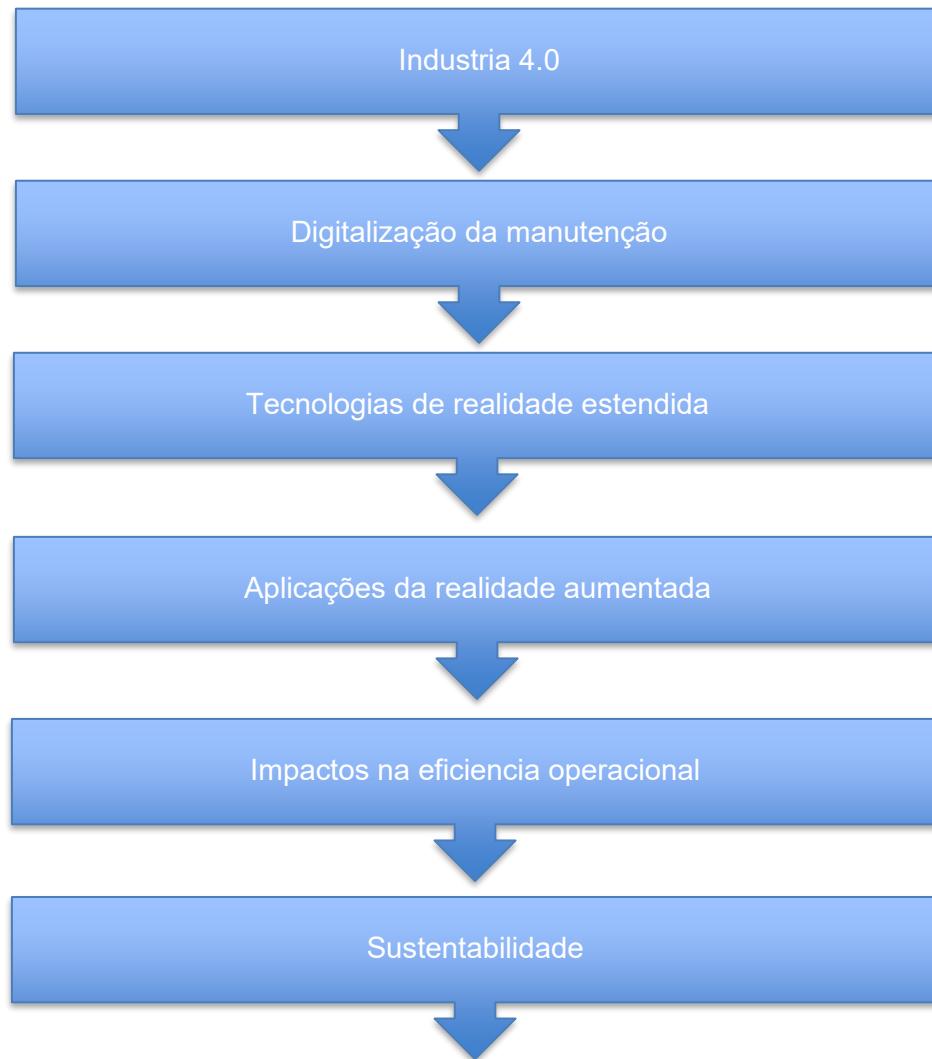 Industria 4.0
Digitalização da manutenção
Tecnologias de realidade estendida
Aplicações da realidade aumentada
Impactos na eficiencia operacional
Sustentabilidade